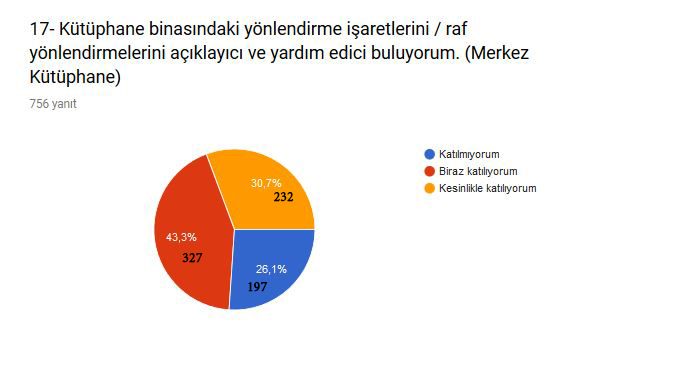 17- Kütüphane binasındaki yönlendirme işaretlerini / raf
yönlendirmelerini açıklayıcı ve yardım edici buluyorum. (Merkez
Kütüphane)
756 yanıt
Katılmıyorum
Biraz katılıyorum
Kesinlikle katılıyorum
30,7%
232
43,3%
327
26,1%
197